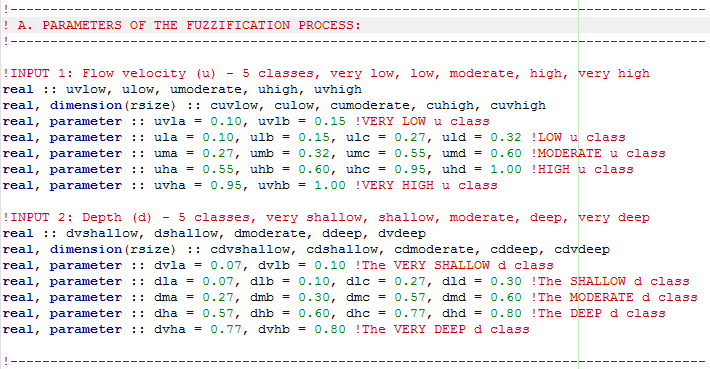 !-------------------------------------------------------------------------------------
! A. PARAMETERS OF THE FUZZIFICATION PROCESS:
!-------------------------------------------------------------------------------------
!INPUT 1: Flow velocity (u) - 5 classes, very low, low, moderate, high, very high
real :: uvlow, ulow, umoderate, uhigh, uvhigh
real, dimension(rsize) :: cuvlow, culow, cumoderate, cuhigh, cuvhigh
real, parameter :: uvla = 0.10, uvlb = 0.15 !VERY LOW u class
real, parameter :: ula = 0.10, ulb = 0.15, ulc = 0.27, uld = 0.32 !LOW u class
real, parameter :: uma = 0.27, umb = 0.32, umc = 0.55, umd = 0.60 !MODERATE u class
real, parameter :: uha = 0.55, uhb = 0.60, uhc = 0.95, uhd = 1.00 !HIGH u class
real, parameter :: uvha = 0.95, uvhb = 1.00 !VERY HIGH u class
!INPUT 2: Depth (d) - 5 classes, very shallow, shallow, moderate, deep, very deep
real :: dvshallow, dshallow, dmoderate, ddeep, dvdeep
real, dimension(rsize) :: cdvshallow, cdshallow, cdmoderate, cddeep, cdvdeep
real, parameter :: dvla = 0.07, dvlb = 0.10 !The VERY SHALLOW d class
real, parameter :: dla = 0.07, dlb = 0.10, dlc = 0.27, dld = 0.30 !The SHALLOW d class
real, parameter :: dma = 0.27, dmb = 0.30, dmc = 0.57, dmd = 0.60 !The MODERATE d class
real, parameter :: dha = 0.57, dhb = 0.60, dhc = 0.77, dhd = 0.80 !The DEEP d class
real, parameter :: dvha = 0.77, dvhb = 0.80 !The VERY DEEP d class
!-------------------------------------------------------------------------------------